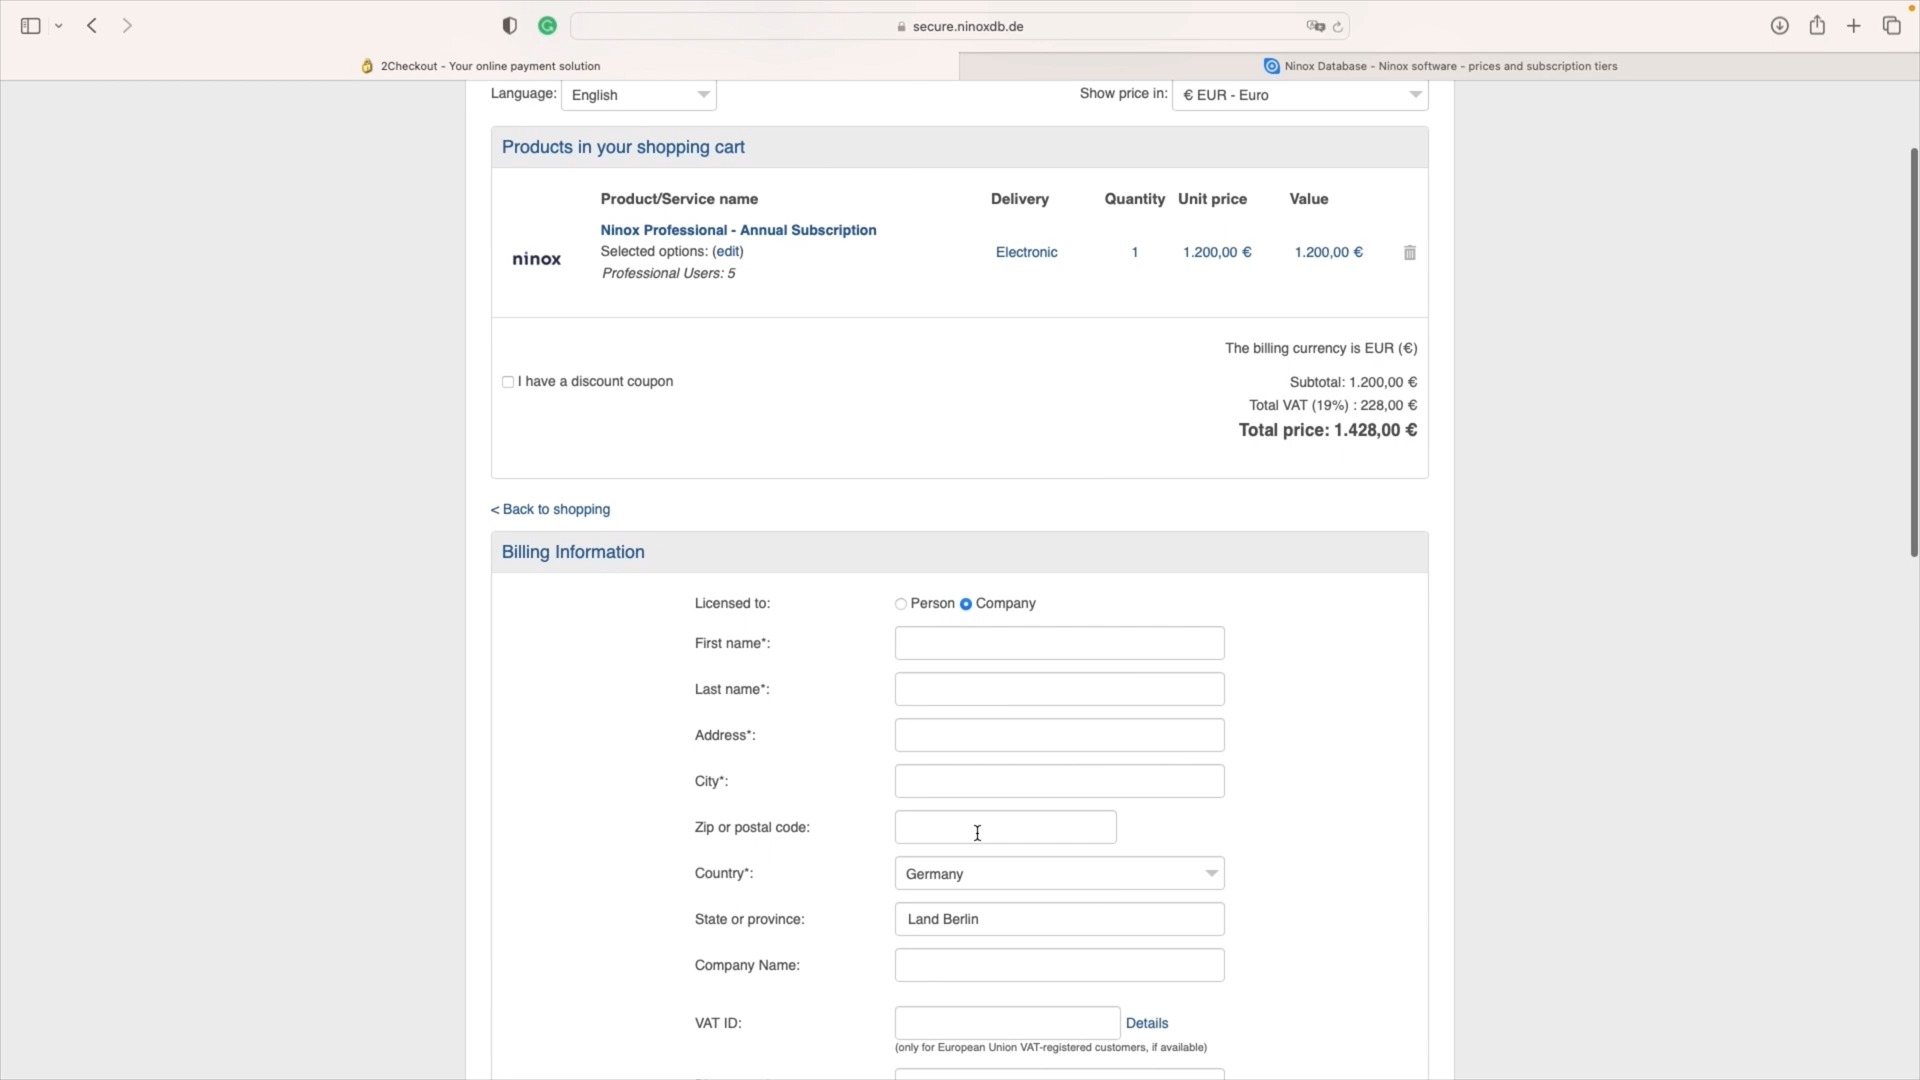 secure.ninoxdb.de
2Checkout - Your online payment solution
Ninox Database - Ninox software - prices and subscription tiers
Language: English
Show price in: € EUR - Euro
Products in your shopping cart
Product/Service name Delivery Quantity Unit price Value
Ninox Professional - Annual Subscription
Selected options: (edit)
ninox
Professional Users: 5
Electronic 1 1.200,00 € 1.200,00 €
The billing currency is EUR (€)
I have a discount coupon
Subtotal: 1.200,00 €
Total VAT (19%) : 228,00 €
Total price: 1.428,00 €
< Back to shopping
Billing Information
Licensed to: Person Company
First name*:
Last name*:
Address*:
City*:
Zip or postal code:
Country*: Germany
State or province: Land Berlin
Company Name:
VAT ID: Details
(only for European Union VAT-registered customers, if available)